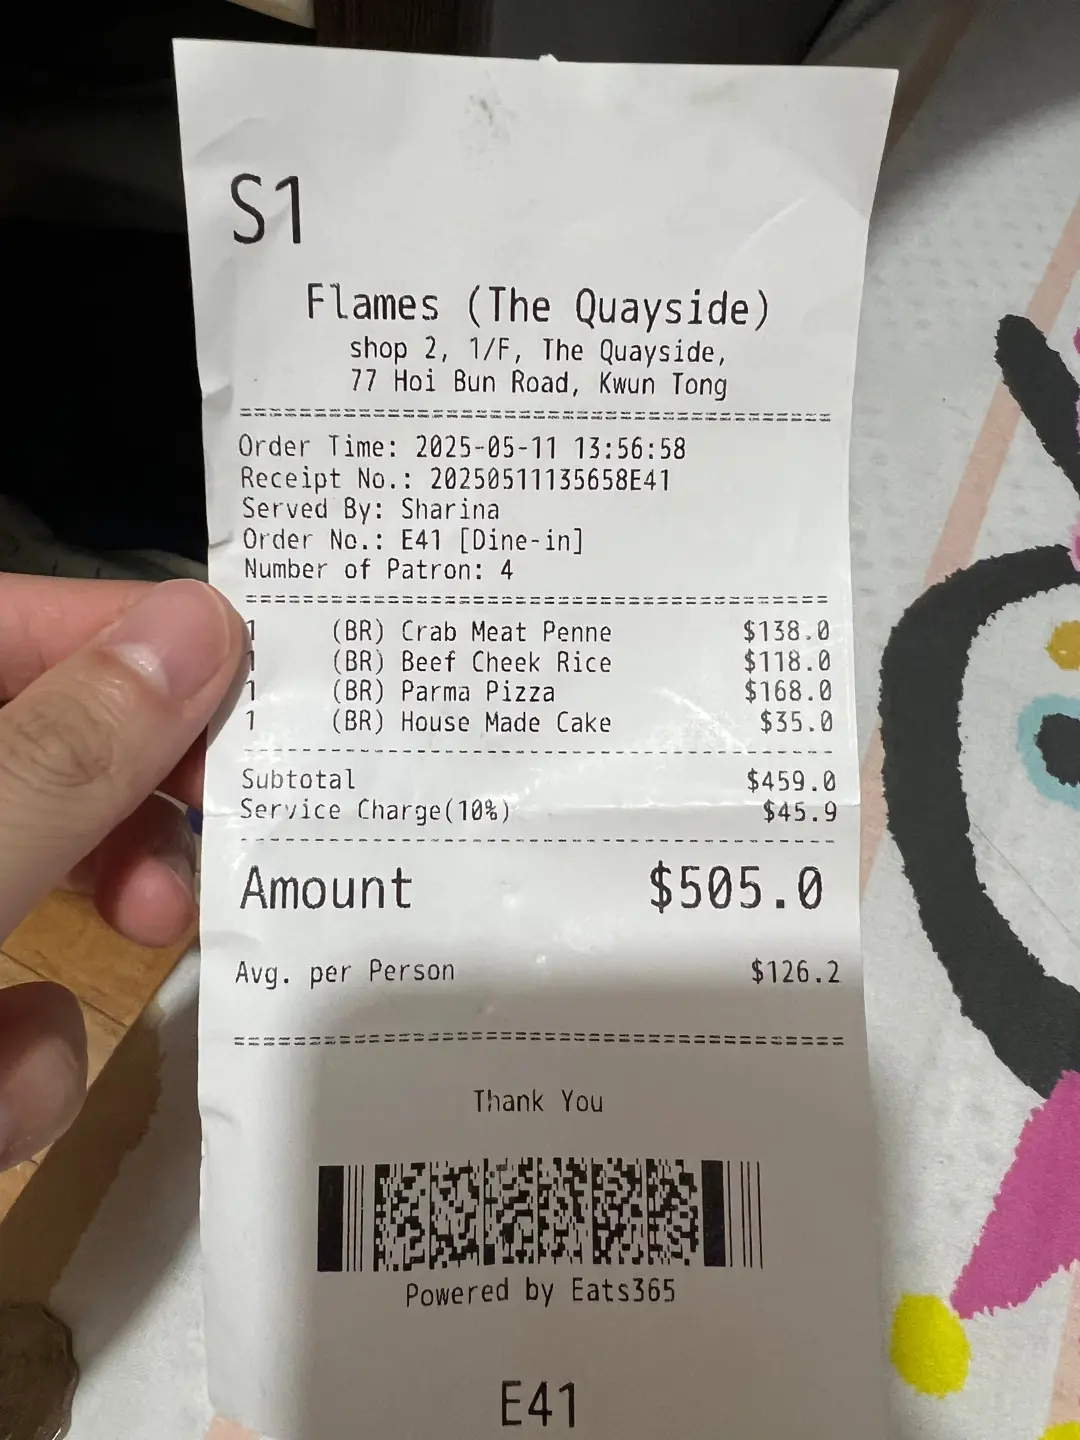 S1
Flames (The Quayside)
shop 2, 1/F, The Quayside,
77 Hoi Bun Road, Kwun Tong
Order Time: 2025-05-11 13:56:58
Receipt No.: 20250511135658E41
Served By: Sharina
Order No.: E41 [Dine-in]
Number of Patron: 4
1 (BR) Crab Meat Penne $138.0
1 (BR) Beef Cheek Rice $118.0
1 (BR) Parma Pizza $168.0
1 (BR) House Made Cake $35.0
Subtotal $459.0
Service Charge(10%) $45.9
Amount $505.0
Avg. per Person $126.2
Thank You
Powered by Eats365
E41